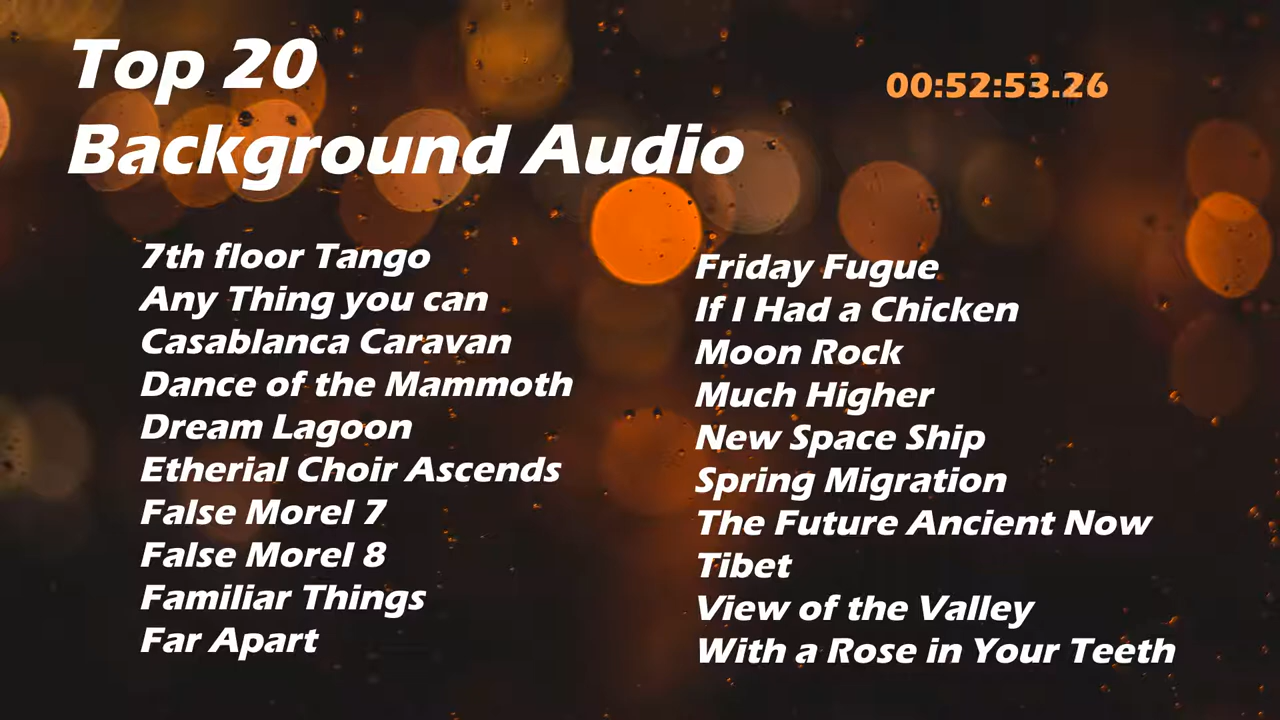 Top 20
Background Audio
00:52:53.26
7th floor Tango
Any Thing you can
Casablanca Caravan
Dance of the Mammoth
Dream Lagoon
Etherial Choir Ascends
False Morel 7
False Morel 8
Familiar Things
Far Apart
Friday Fugue
If I Had a Chicken
Moon Rock
Much Higher
New Space Ship
Spring Migration
The Future Ancient Now
Tibet
View of the Valley
With a Rose in Your Teeth